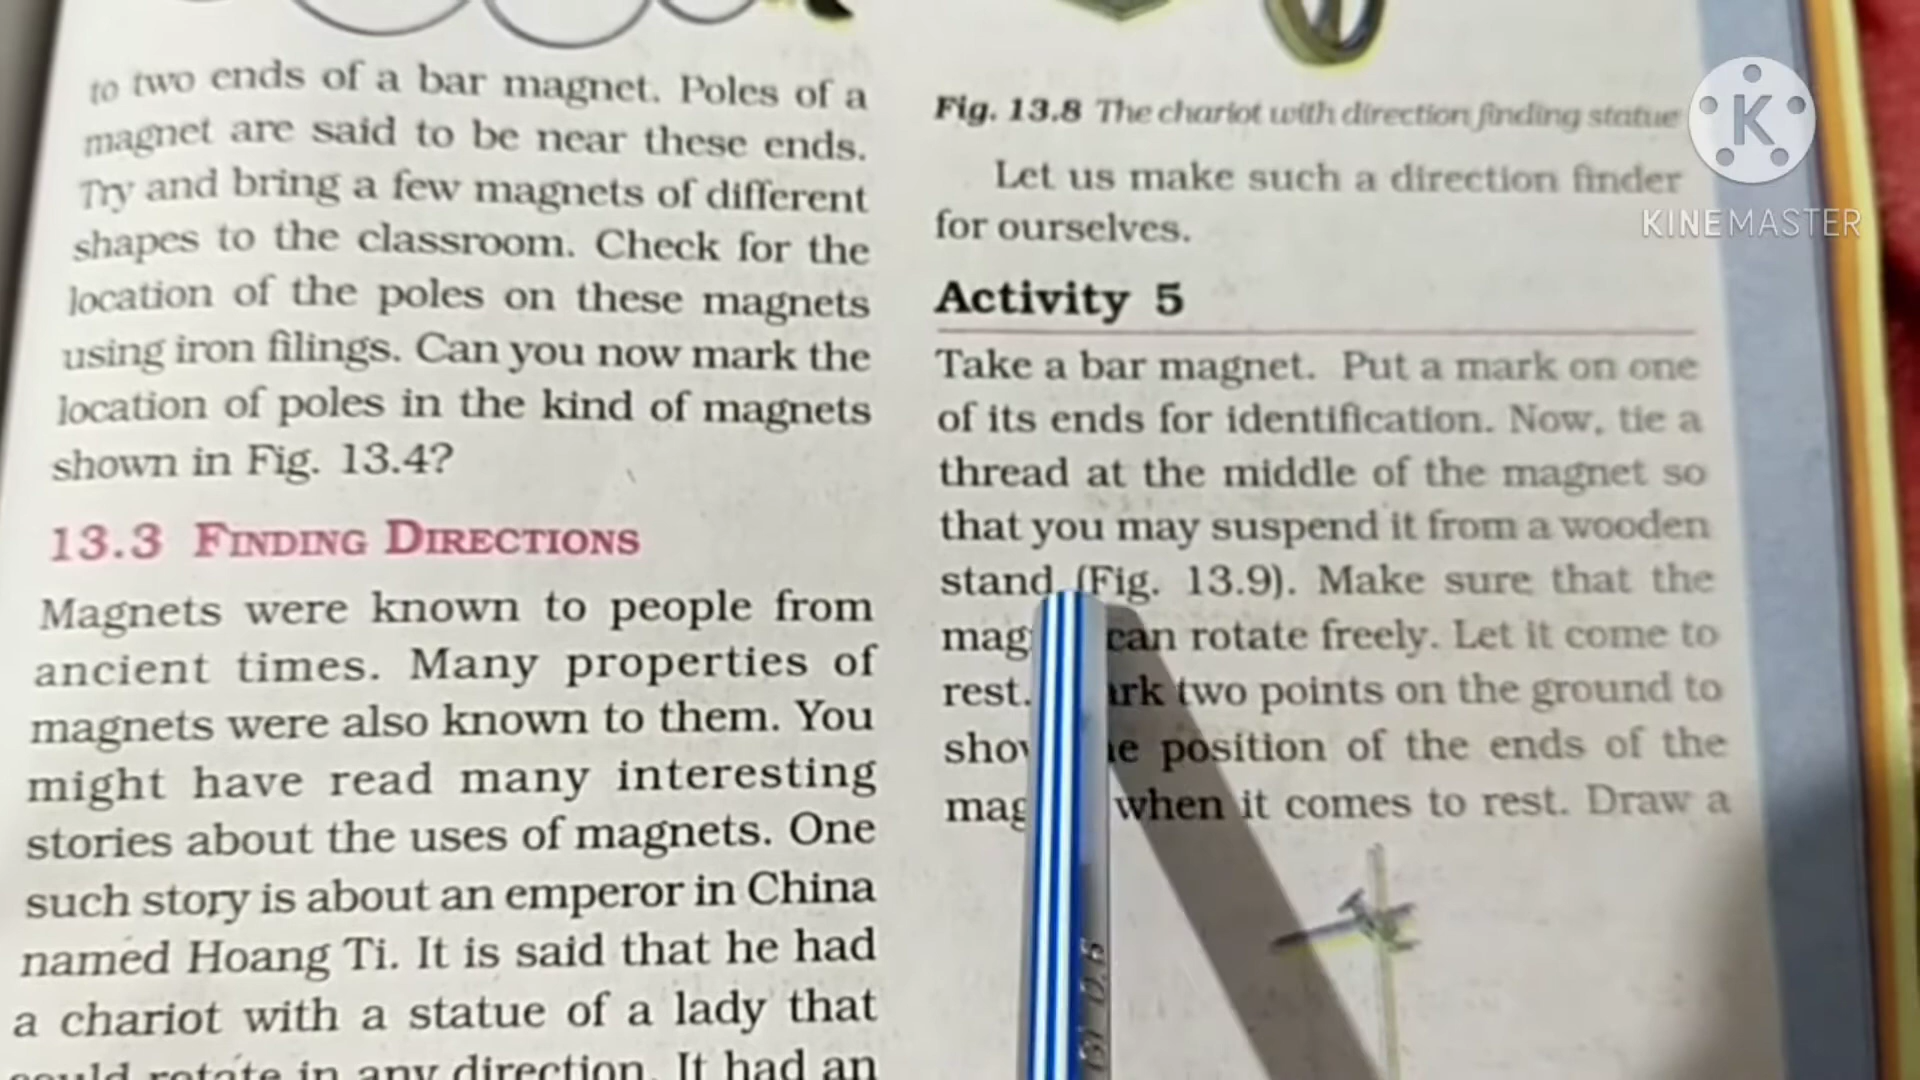 to two ends of a bar magnet. Poles of a
magnet are said to be near these ends.
Try and bring a few magnets of different
shapes to the classroom. Check for the
location of the poles on these magnets
using iron filings. Can you now mark the
location of poles in the kind of magnets
shown in Fig. 13.4?
13.3 FINDING DIRECTIONS
Magnets were known to people from
ancient times. Many properties of
magnets were also known to them. You
might have read many interesting
stories about the uses of magnets. One
such story is about an emperor in China
named Hoang Ti. It is said that he had
a chariot with a statue of a lady that
could rotate in any direction. It had an
Fig. 13.8 The chariot with direction finding statue
Let us make such a direction finder
for ourselves.
Activity 5
Take a bar magnet. Put a mark on one
of its ends for identification. Now, tie a
thread at the middle of the magnet so
that you may suspend it from a wooden
stand (Fig. 13.9). Make sure that the
can rotate freely. Let it come to
rest. two points on the ground to
position of the ends of the
when it comes to rest. Draw a
K
KINEMASTER